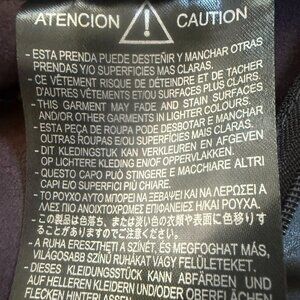 ATENCION CAUTION
- ESTA PRENDA PUEDE DESTEÑIR Y MANCHAR OTRAS
PRENDAS Y/O SUPERFICIES MAS CLARAS.
- CE VÊTEMENT RISQUE DE DÉTEINDRE ET DE TACHER
D'AUTRES VÊTEMENTS ET/OU SURFACES PLUS CLAIRS.
- THIS GARMENT MAY FADE AND STAIN SURFACES
AND/OR OTHER GARMENTS IN LIGHTER COLOURS.
- ESTA PEÇA DE ROUPA PODE DESBOTAR E MANCHAR
OUTRAS ROUPAS E/OU SUPERFÍCIES MAIS CLARAS.
- DIT KLEDINGSTUK KAN VERKLEUREN EN AFGEVEN
OP LICHTERE KLEDING EN/OF OPPERVLAKKEN.
- QUESTO CAPO PUÒ STINGERE E MACCHIARE ALTRI
CAPI E/O SUPERFICI PIÙ CHIARE.
- ΤΟ ΡΟΥΧΟ ΑΥΤΟ ΜΠΟΡΕΙ ΝΑ ΞΕΒΑΨΕΙ ΚΑΙ ΝΑ ΛΕΡΩΣΕΙ Α
ΛΛΕΣ ΠΙΟ ΑΝΟΙΧΤΟΧΡΩΜΕΣ ΕΠΙΦΑΝΕΙΕΣ Η/ΚΑΙ ΡΟΥΧΑ.
- この製品は色落ち、または淡い色の衣類や表面に色移りす
ることがありますのでご注意ください。
- A RUHA ERESZTHETI A SZÍNÉT, ÉS MEGFOGHAT MÁS,
VILÁGOSABB SZÍNŰ RUHÁKAT VAGY FELÜLETEKET.
- DIESES KLEIDUNGSSTÜCK KANN ABFÄRBEN UND
AUF HELLEREN KLEIDERN UND/ODER OBERFLÄCHEN
FLECKEN HINTERLASSEN